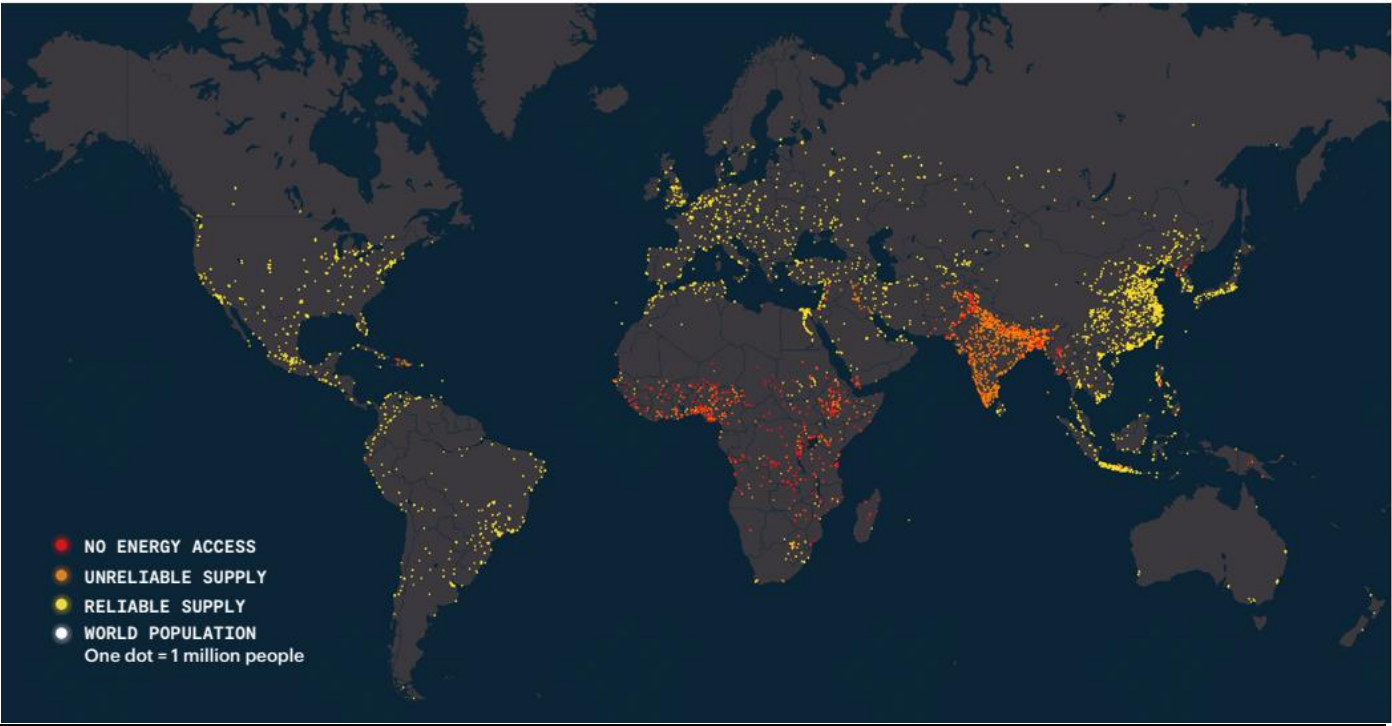 NO ENERGY ACCESS
UNRELIABLE SUPPLY
RELIABLE SUPPLY
WORLD POPULATION
One dot = 1 million people